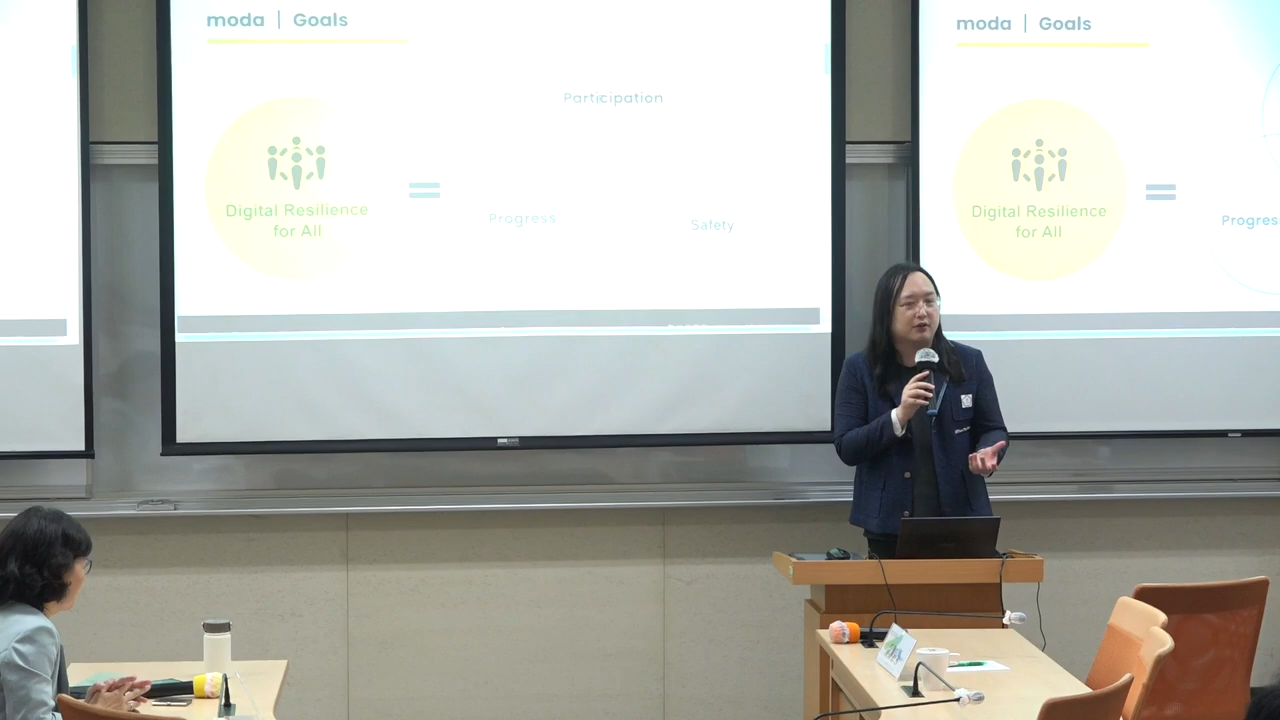 moda | Goals
Participation
Digital Resilience
for All
=
Progress
Safety
moda | Goals
Digital Resilience
for All
=
Progres